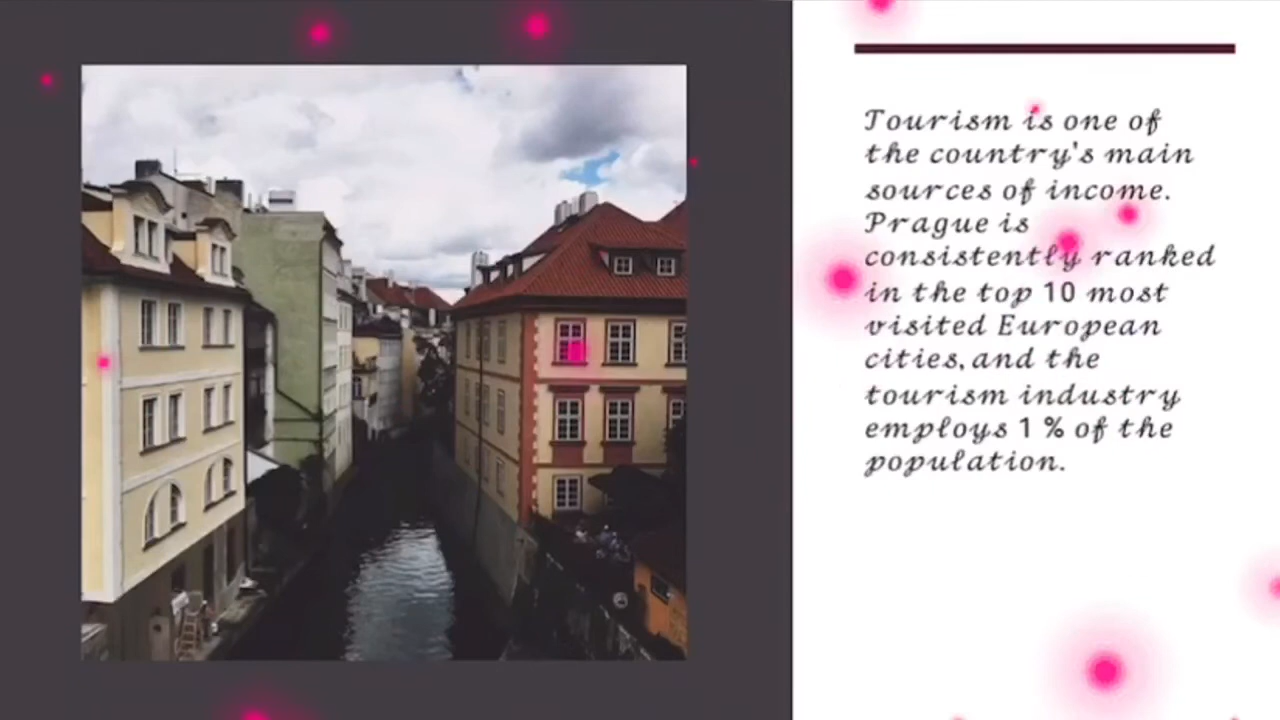 Tourism is one of
the country's main
sources of income.
Prague is
consistently ranked
in the top 10 most
visited European
cities, and the
tourism industry
employs 1 % of the
population.